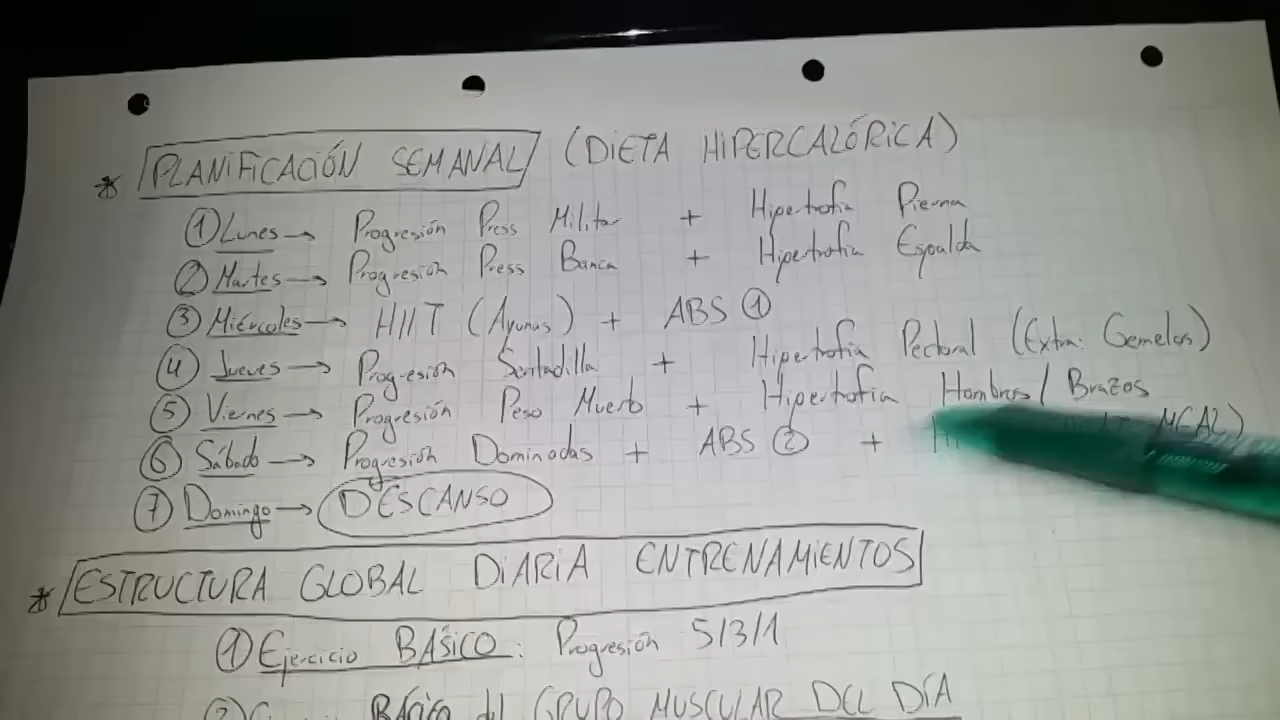 * PLANIFICACIÓN SEMANAL (DIETA HIPERCALÓRICA)
① Lunes → Progresión Press Militar + Hipertrofia Pierna
② Martes → Progresión Press Banca + Hipertrofia Espalda
③ Miércoles → HIIT (Ayunas) + ABS ①
④ Jueves → Progresión Sentadilla + Hipertrofia Pectoral (Extra: Gemelos)
⑤ Viernes → Progresión Peso Muerto + Hipertrofia Hombros/Brazos
⑥ Sábado → Progresión Dominadas + ABS ② +
⑦ Domingo → DESCANSO
* ESTRUCTURA GLOBAL DIARIA ENTRENAMIENTOS
① Ejercicio BÁSICO: Progresión 5/3/1
② BÁSICO del GRUPO MUSCULAR DEL DÍA